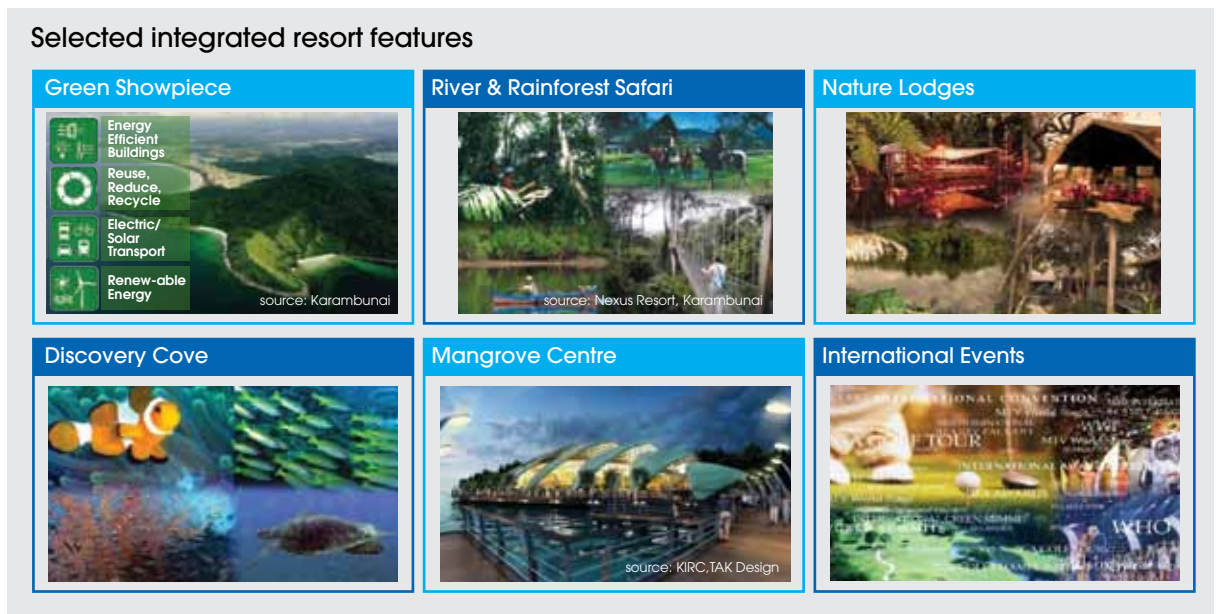 Selected integrated resort features
Green Showpiece
Energy
Efficient
Buildings
Reuse,
Reduce,
Recycle
Electric/
Solar
Transport
Renew-able
Energy
source: Karambunai
River & Rainforest Safari
source: Nexus Resort, Karambunai
Nature Lodges
Discovery Cove
Mangrove Centre
source: KIRC,TAK Design
International Events
CONVENTION
TOUR
INTERNATIONAL
WHO